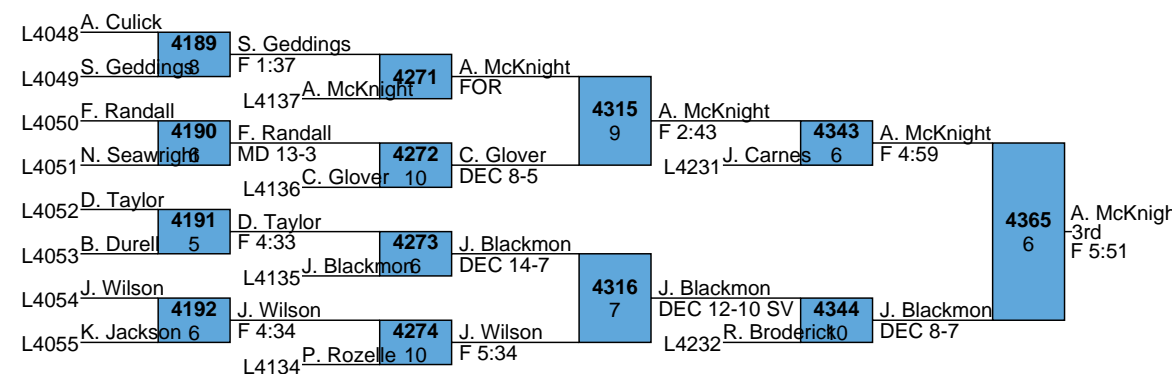 A. Culick
L4048
4189
8
S. Geddings
F 1:37
L4049
S. Geddings
4271
A. McKnight
FOR
L4137
A. McKnight
F. Randall
L4050
4190
6
F. Randall
MD 13-3
L4051
N. Seawright
4272
10
C. Glover
DEC 8-5
L4136
C. Glover
4315
9
A. McKnight
F 2:43
L4231
J. Carnes
4343
6
A. McKnight
F 4:59
D. Taylor
L4052
4191
5
D. Taylor
F 4:33
L4053
B. Durell
4273
6
J. Blackmon
DEC 14-7
L4135
J. Blackmon
J. Wilson
L4054
4192
6
J. Wilson
F 4:34
L4055
K. Jackson
4274
10
J. Wilson
F 5:34
L4134
P. Rozelle
4316
7
J. Blackmon
DEC 12-10 SV
L4232
R. Broderick
4344
10
J. Blackmon
DEC 8-7
4365
6
A. McKnigh
3rd
F 5:51